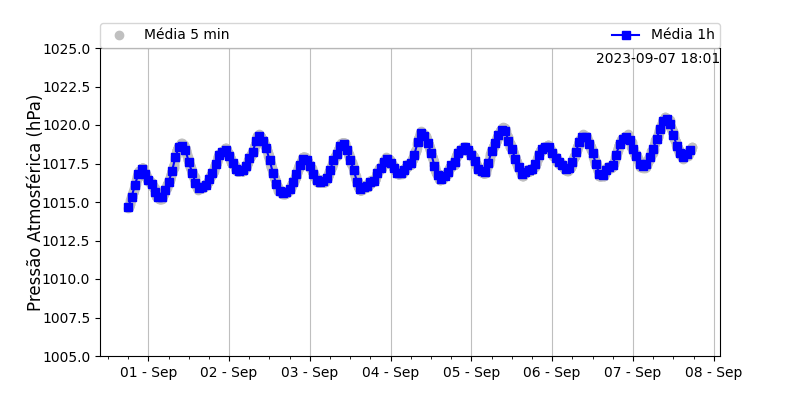 Média 5 min
Média 1h
2023-09-07 18:01
Pressão Atmosférica (hPa)
1025.0
1022.5
1020.0
1017.5
1015.0
1012.5
1010.0
1007.5
1005.0
01 - Sep
02 - Sep
03 - Sep
04 - Sep
05 - Sep
06 - Sep
07 - Sep
08 - Sep